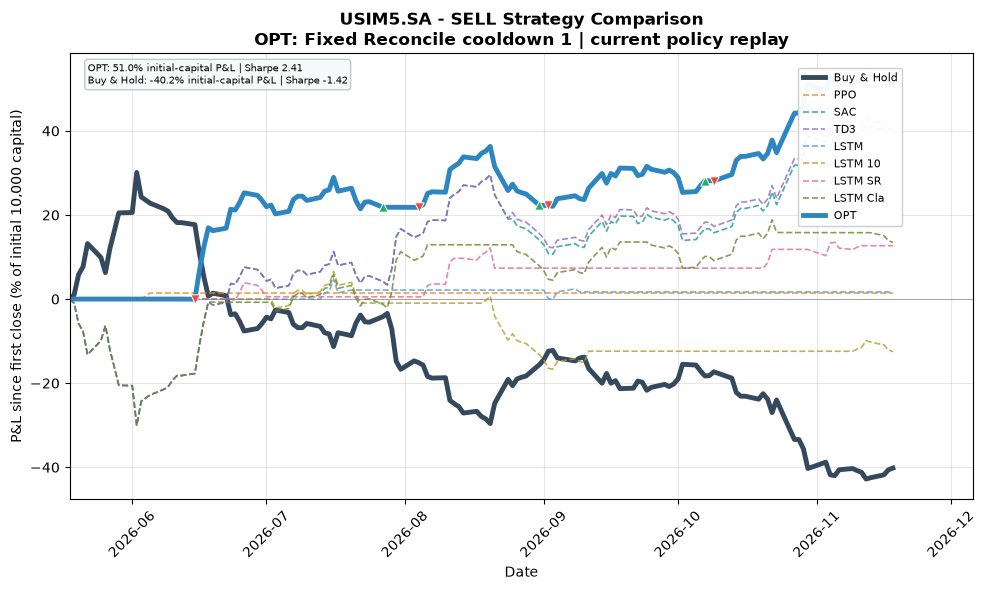 USIM5.SA - SELL Strategy Comparison
OPT: Fixed Reconcile cooldown 1 | current policy replay
OPT: 51.0% initial-capital P&L | Sharpe 2.41
Buy & Hold: -40.2% initial-capital P&L | Sharpe -1.42
Buy & Hold
PPO
SAC
TD3
LSTM
LSTM 10
LSTM SR
LSTM Cla
OPT
P&L since first close (% of initial 10,000 capital)
40
20
0
−20
−40
2026-06
2026-07
2026-08
2026-09
2026-10
2026-11
2026-12
Date